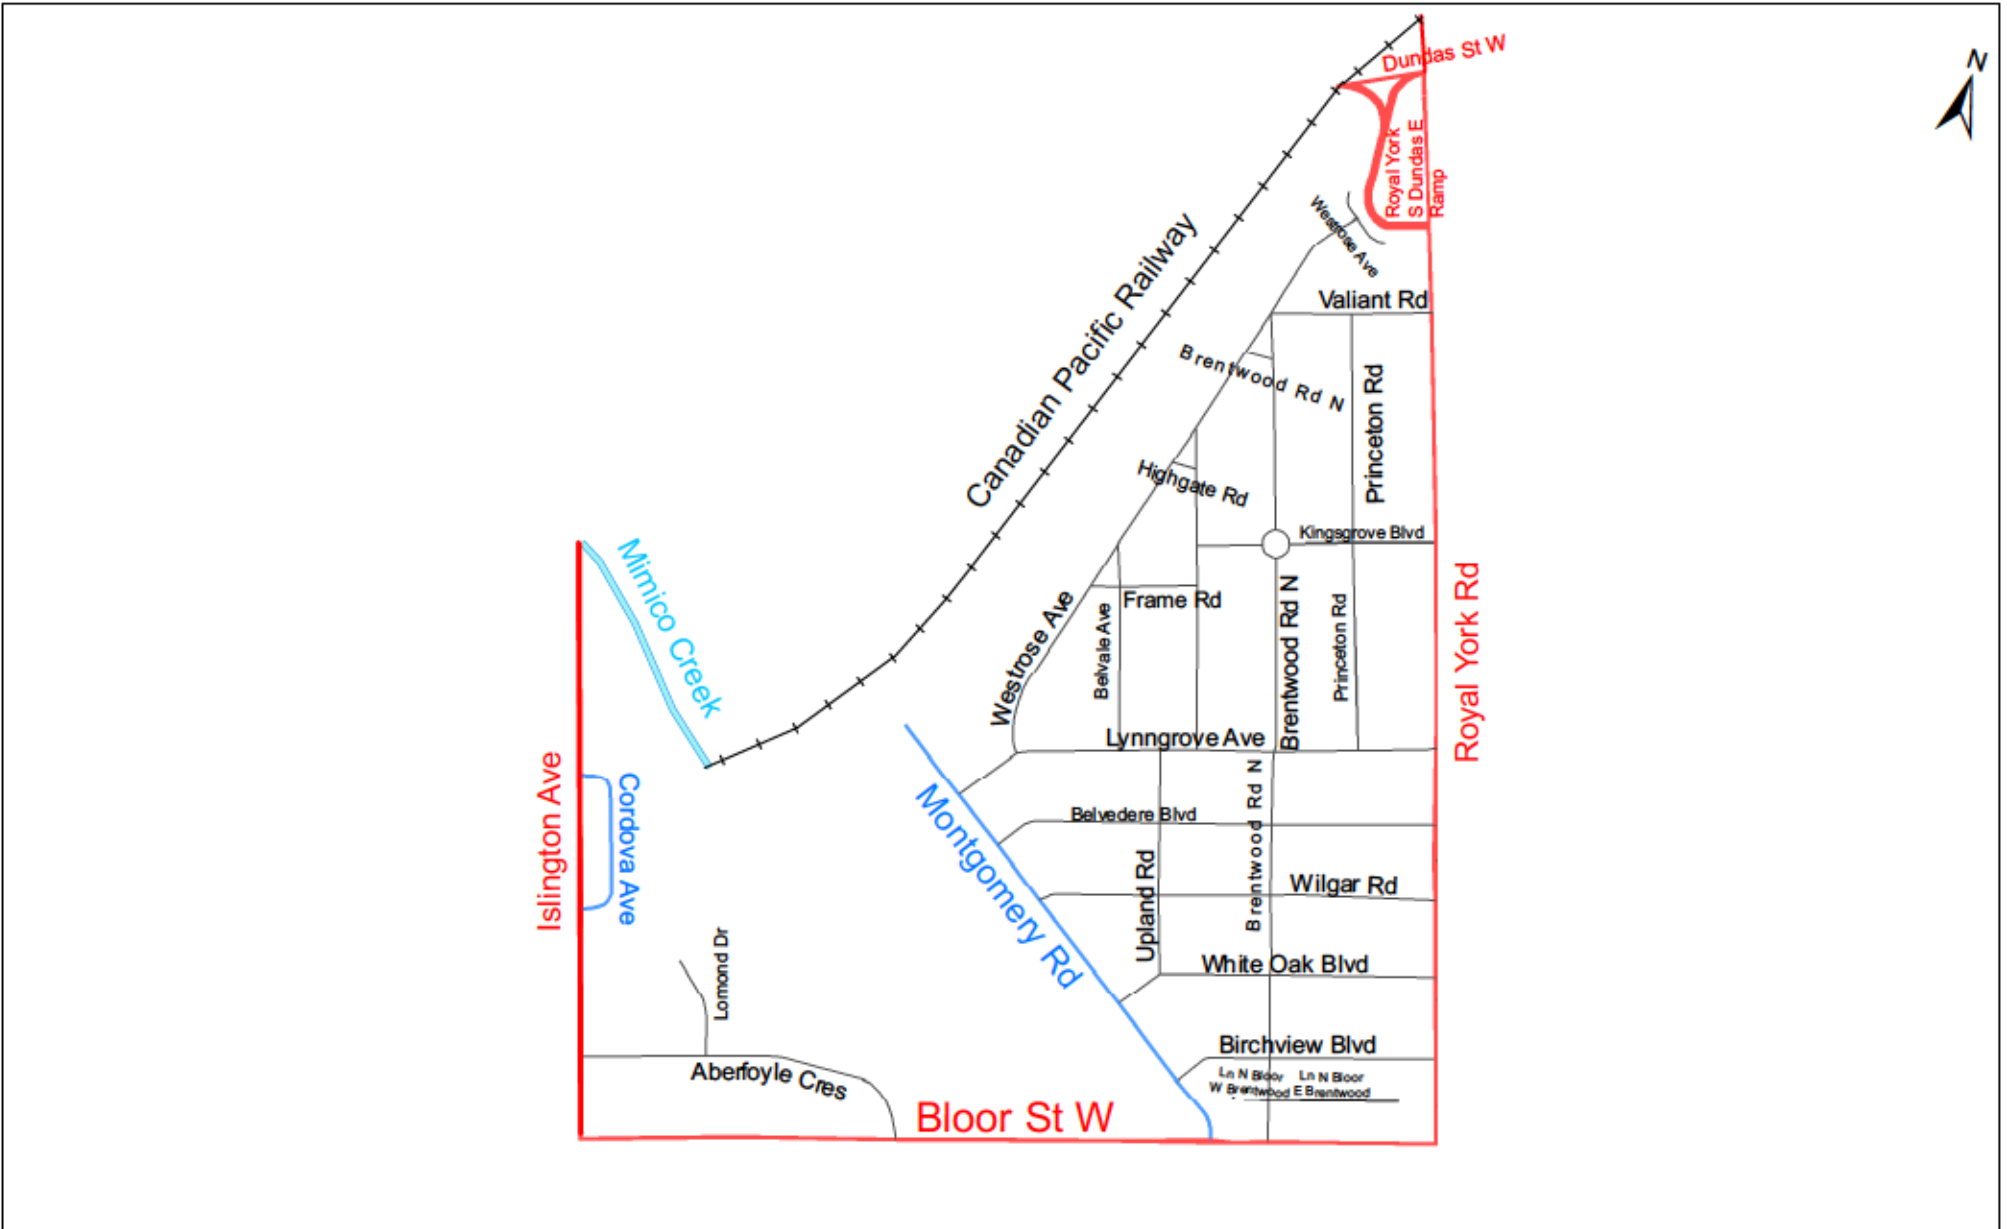 N
Dundas St W
Royal York
S Dundas E
Ramp
Westrose Ave
Canadian Pacific Railway
Valiant Rd
Brentwood Rd N
Princeton Rd
Highgate Rd
Kingsgrove Blvd
Mimico Creek
Frame Rd
Westrose Ave
Belvale Ave
Brentwood Rd N
Princeton Rd
Royal York Rd
Lynngrove Ave
Islington Ave
Cordova Ave
Montgomery Rd
Belvedere Blvd
Brentwood Rd N
Upland Rd
Wilgar Rd
White Oak Blvd
Lomond Dr
Birchview Blvd
Aberfoyle Cres
Ln N Bloor
W Brentwood
Ln N Bloor
E Brentwood
Bloor St W